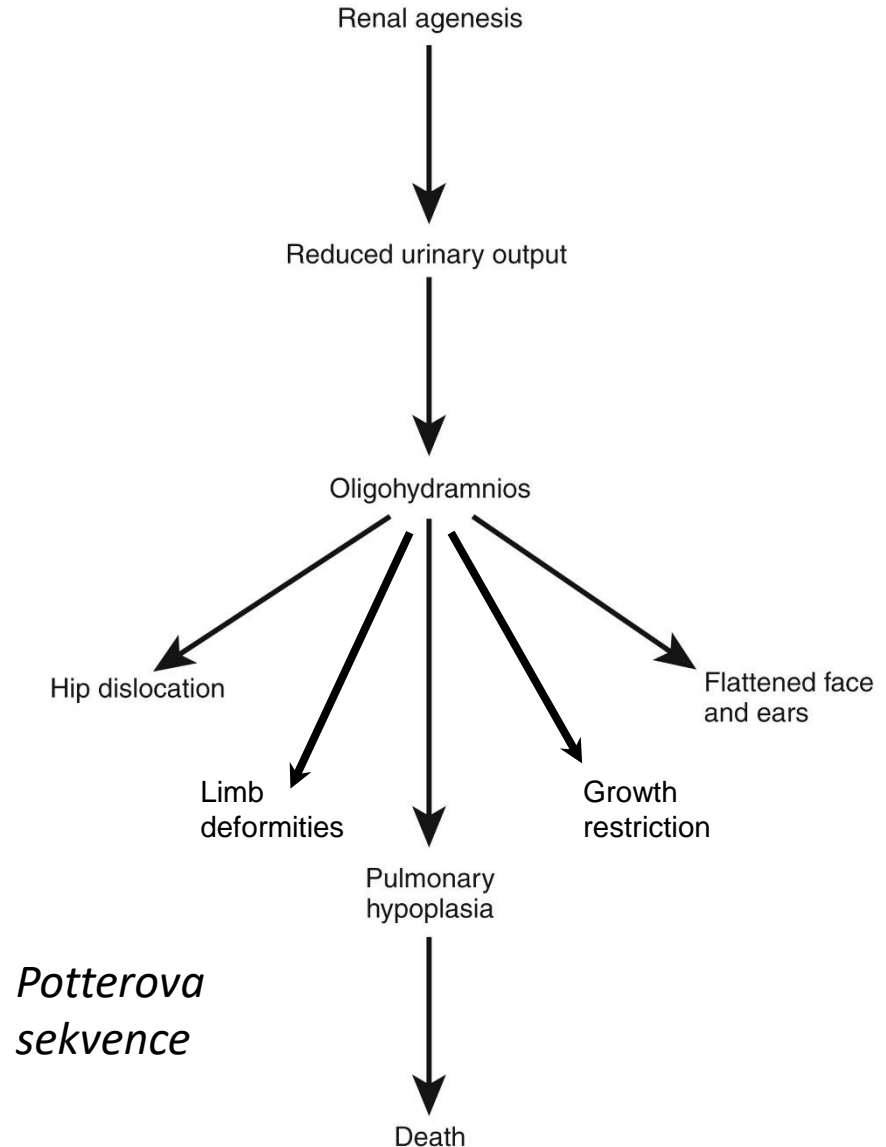 Renal agenesis
Reduced urinary output
Oligohydramnios
Hip dislocation
Flattened face
and ears
Limb
deformities
Growth
restriction
Pulmonary
hypoplasia
Potterova
sekvence
Death